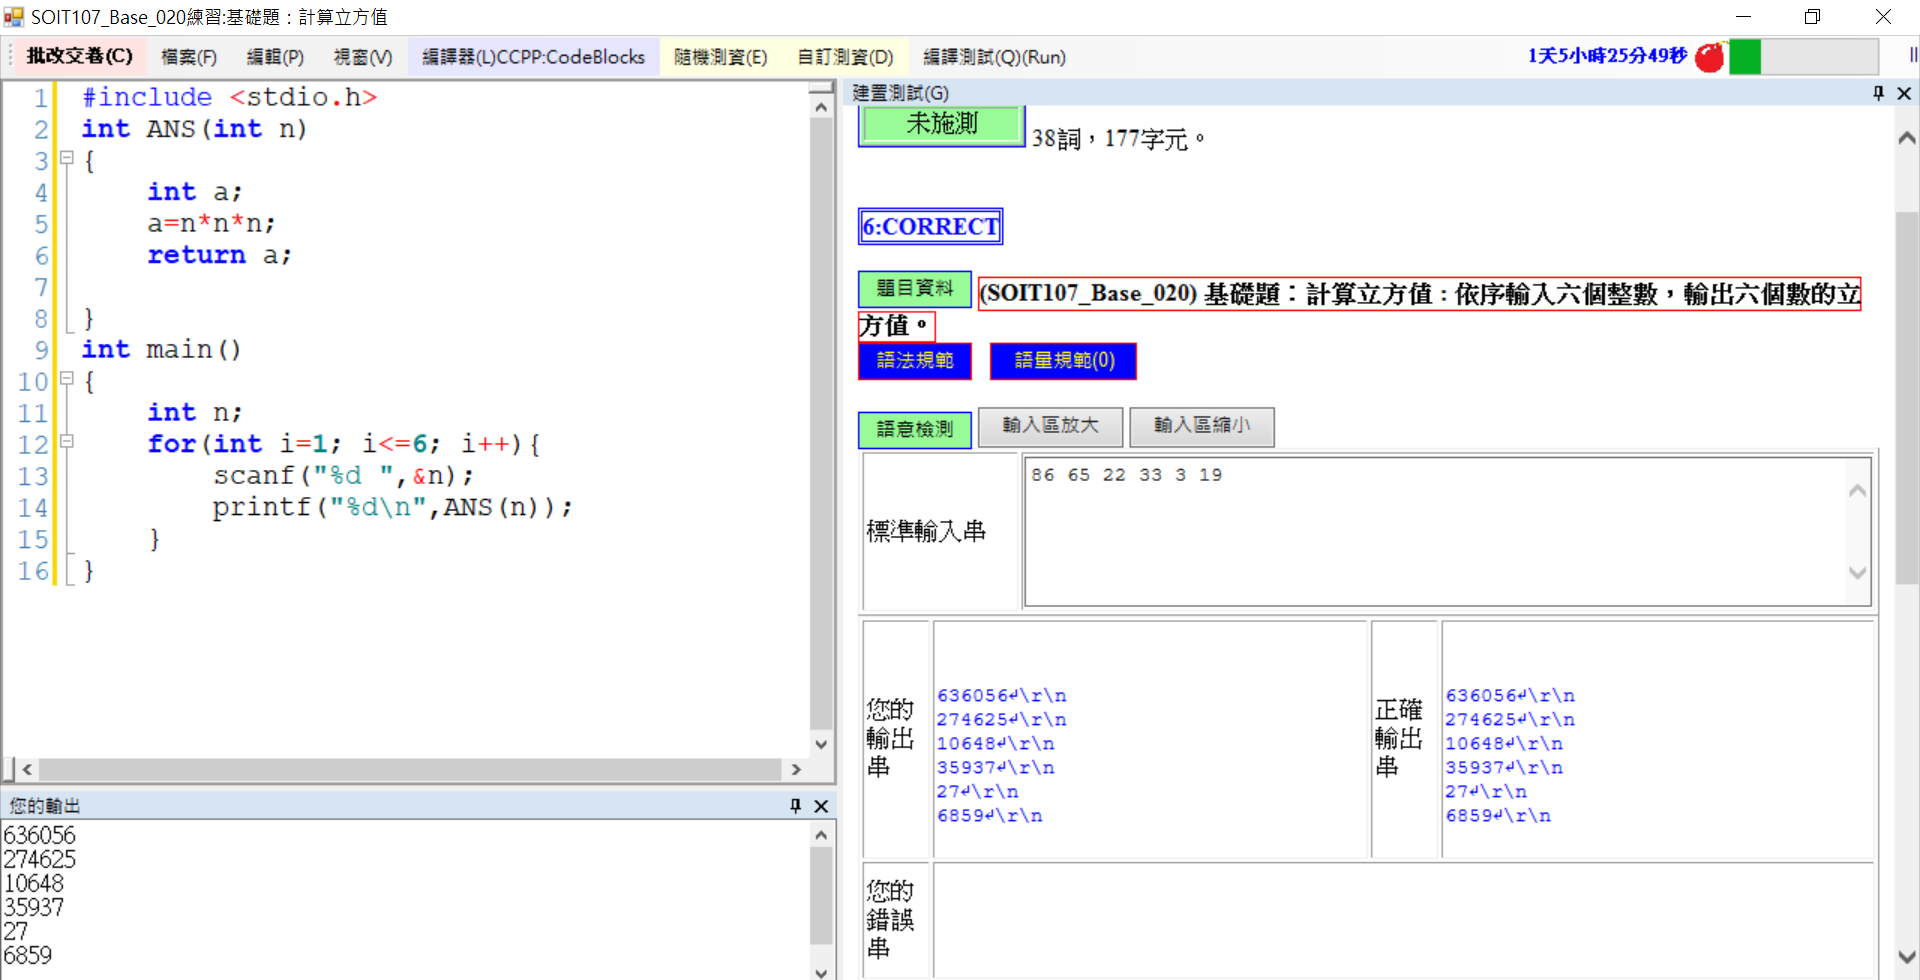 SOIT107_Base_020練習:基礎題：計算立方值
批改交卷(C) 檔案(F) 編輯(P) 視窗(V) 編譯器(L)CCPP:CodeBlocks 隨機測資(E) 自訂測資(D) 編譯測試(Q)(Run) 1天5小時25分49秒
1 #include <stdio.h>
2 int ANS(int n)
3 {
4 int a;
5 a=n*n*n;
6 return a;
7
8 }
9 int main()
10 {
11 int n;
12 for(int i=1; i<=6; i++){
13 scanf("%d ",&n);
14 printf("%d\n",ANS(n));
15 }
16 }
您的輸出
636056
274625
10648
35937
27
6859
建置測試(G)
未施測 38詞，177字元。
6:CORRECT
題目資料 (SOIT107_Base_020) 基礎題：計算立方值：依序輸入六個整數，輸出六個數的立
方值。
語法規範 語量規範(0)
語意檢測 輸入區放大 輸入區縮小
標準輸入串
86 65 22 33 3 19
您的
輸出
串
636056↲\r\n
274625↲\r\n
10648↲\r\n
35937↲\r\n
27↲\r\n
6859↲\r\n
正確
輸出
串
636056↲\r\n
274625↲\r\n
10648↲\r\n
35937↲\r\n
27↲\r\n
6859↲\r\n
您的
錯誤
串